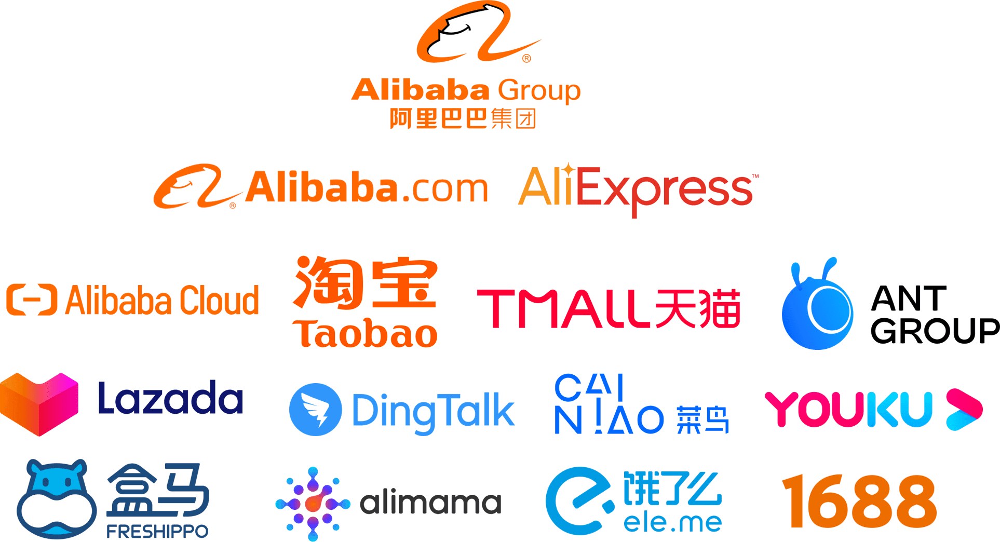 ®
Alibaba Group
阿里巴巴集团
® Alibaba.com
AliExpress™
Alibaba Cloud
淘宝
Taobao
TMALL天猫
ANT
GROUP
Lazada
DingTalk
CAI
NIAO 菜鸟
YOUKU
盒马
FRESHIPPO
alimama
饿了么
ele.me
1688